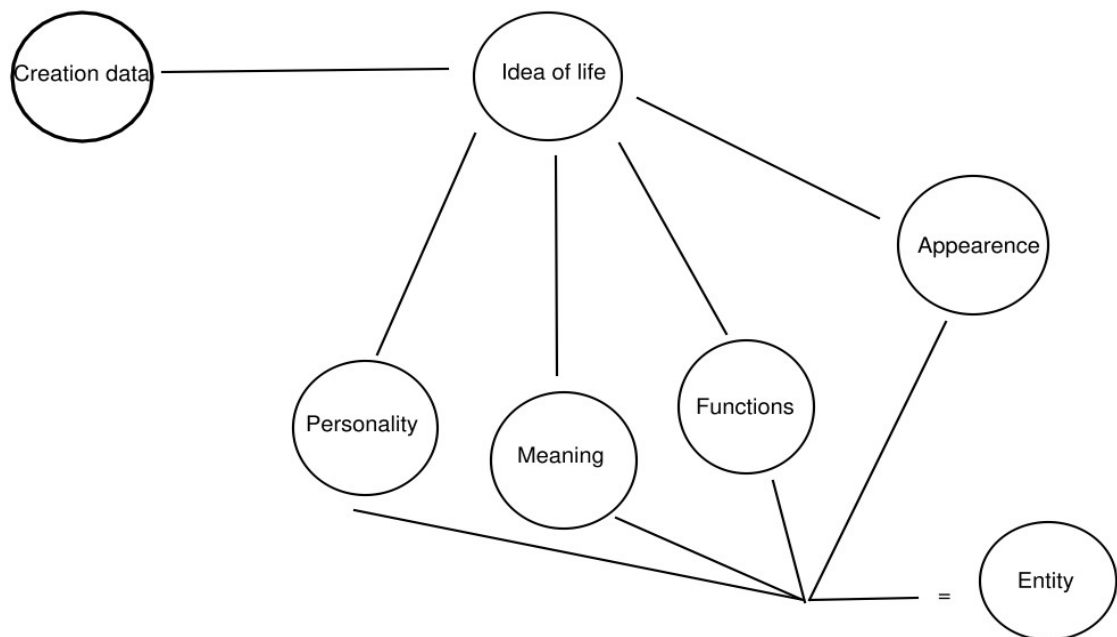 Creation data
Idea of life
Appearence
Personality
Meaning
Functions
=
Entity